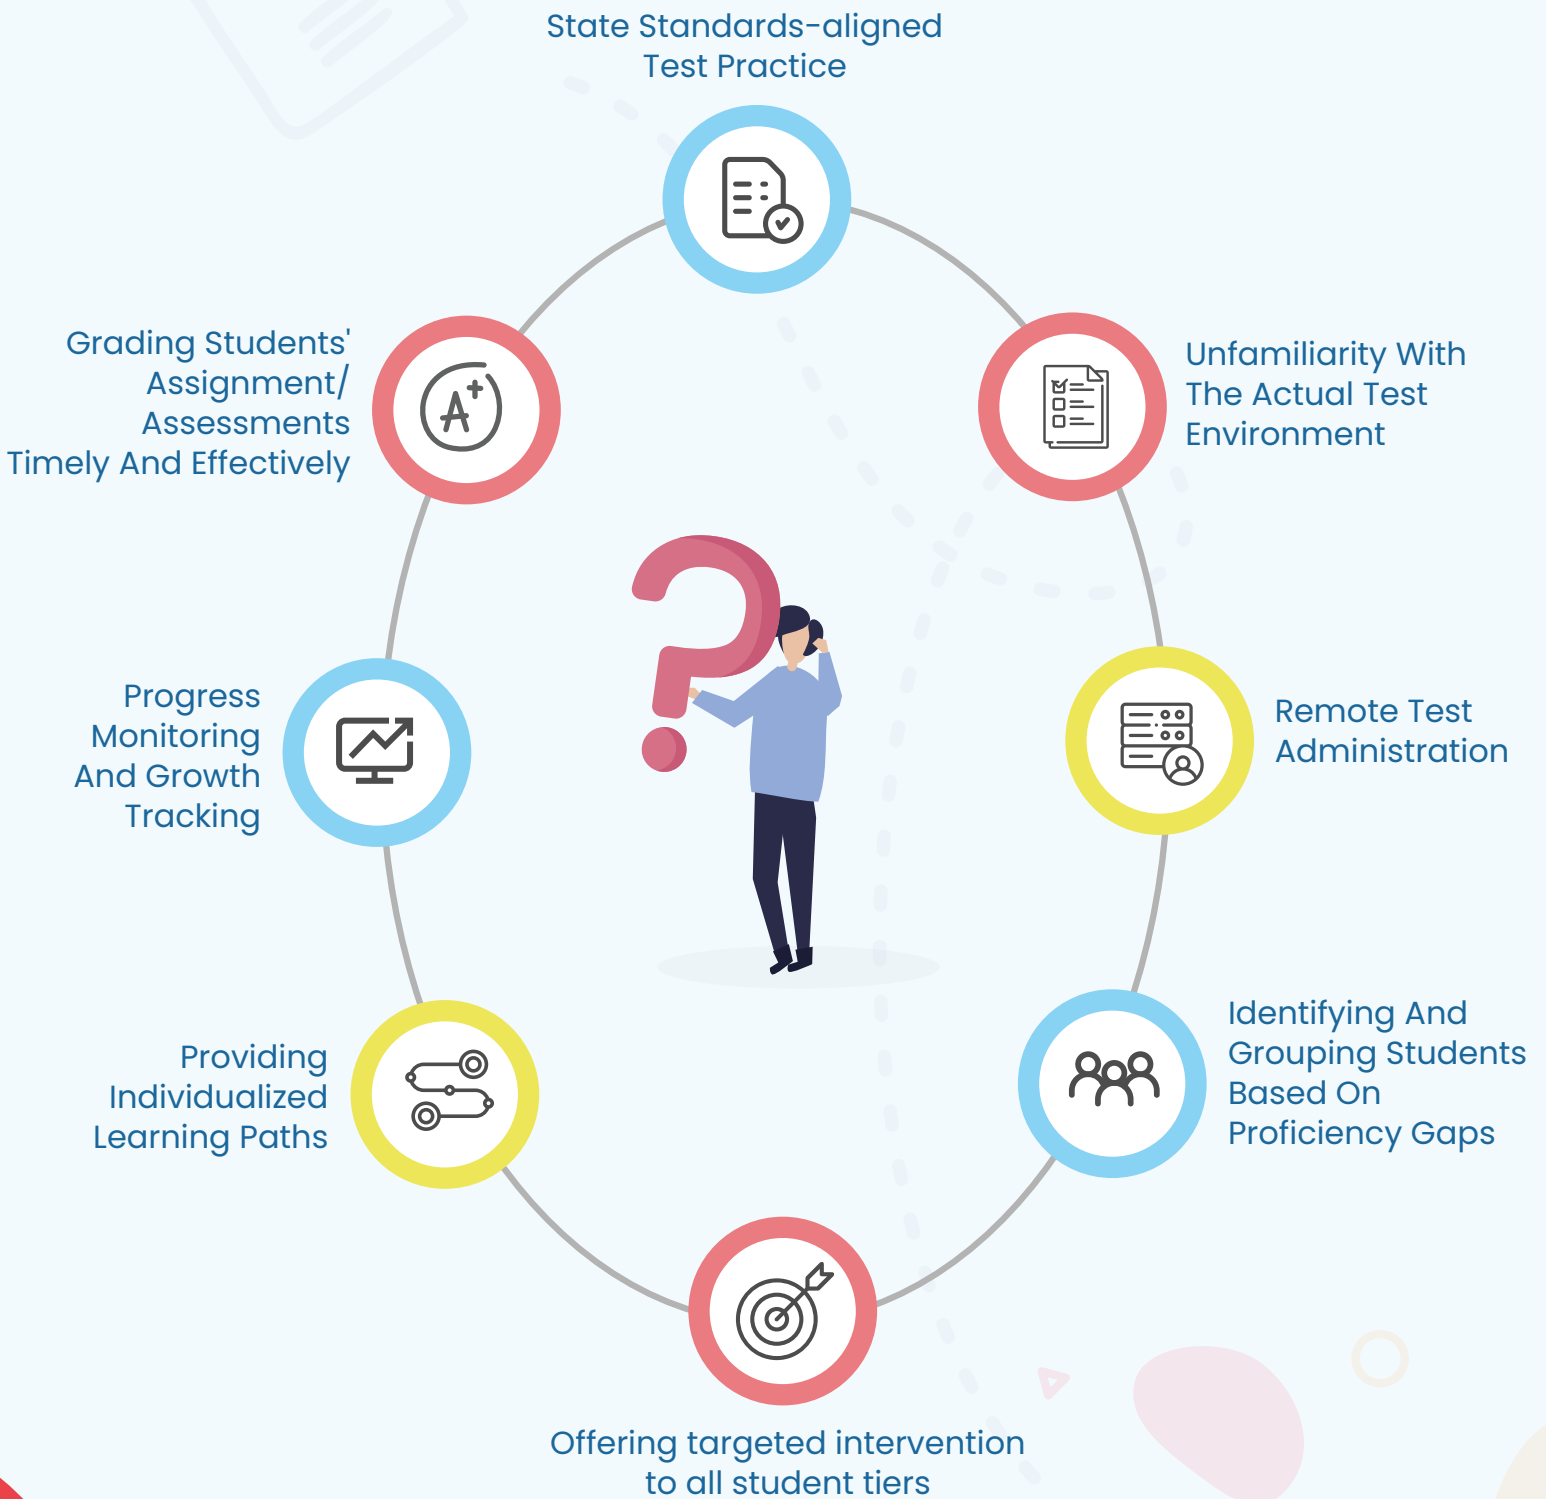 State Standards-aligned
Test Practice
Grading Students'
Assignment/
Assessments
Timely And Effectively
Unfamiliarity With
The Actual Test
Environment
Progress
Monitoring
And Growth
Tracking
Remote Test
Administration
Providing
Individualized
Learning Paths
Identifying And
Grouping Students
Based On
Proficiency Gaps
Offering targeted intervention
to all student tiers
A+